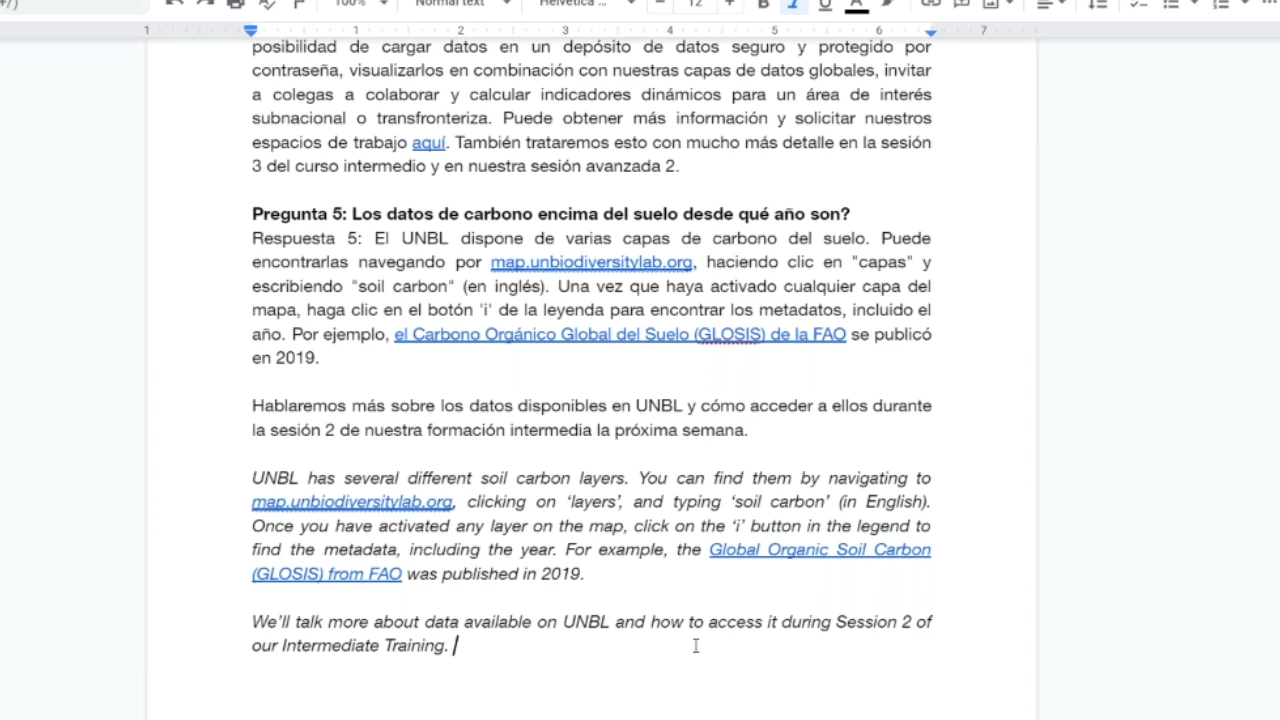 100%
Normal text
Helvetica ...
12
1 1 2 3 4 5 6 7
posibilidad de cargar datos en un depósito de datos seguro y protegido por
contraseña, visualizarlos en combinación con nuestras capas de datos globales, invitar
a colegas a colaborar y calcular indicadores dinámicos para un área de interés
subnacional o transfronteriza. Puede obtener más información y solicitar nuestros
espacios de trabajo aquí. También trataremos esto con mucho más detalle en la sesión
3 del curso intermedio y en nuestra sesión avanzada 2.
Pregunta 5: Los datos de carbono encima del suelo desde qué año son?
Respuesta 5: El UNBL dispone de varias capas de carbono del suelo. Puede
encontrarlas navegando por map.unbiodiversitylab.org, haciendo clic en "capas" y
escribiendo "soil carbon" (en inglés). Una vez que haya activado cualquier capa del
mapa, haga clic en el botón 'i' de la leyenda para encontrar los metadatos, incluido el
año. Por ejemplo, el Carbono Orgánico Global del Suelo (GLOSIS) de la FAO se publicó
en 2019.
Hablaremos más sobre los datos disponibles en UNBL y cómo acceder a ellos durante
la sesión 2 de nuestra formación intermedia la próxima semana.
UNBL has several different soil carbon layers. You can find them by navigating to
map.unbiodiversitylab.org, clicking on ‘layers’, and typing ‘soil carbon’ (in English).
Once you have activated any layer on the map, click on the ‘i’ button in the legend to
find the metadata, including the year. For example, the Global Organic Soil Carbon
(GLOSIS) from FAO was published in 2019.
We’ll talk more about data available on UNBL and how to access it during Session 2 of
our Intermediate Training.